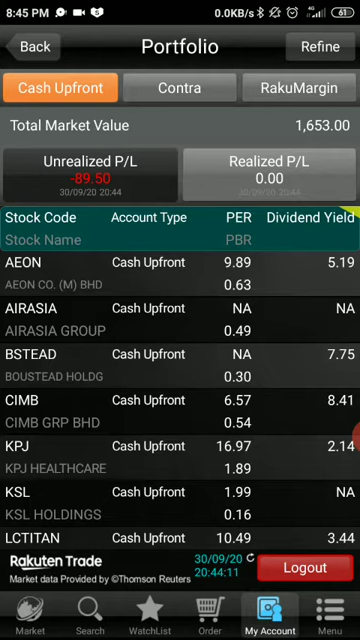 8:45 PM 0.0KB/s 4G 61
Back Portfolio Refine
Cash Upfront Contra RakuMargin
Total Market Value 1,653.00
Unrealized P/L Realized P/L
-89.50 0.00
30/09/20 20:44 30/09/20 20:44
Stock Code Account Type PER Dividend Yield
Stock Name PBR
AEON Cash Upfront 9.89 5.19
AEON CO. (M) BHD 0.63
AIRASIA Cash Upfront NA NA
AIRASIA GROUP 0.49
BSTEAD Cash Upfront NA 7.75
BOUSTEAD HOLDG 0.30
CIMB Cash Upfront 6.57 8.41
CIMB GRP BHD 0.54
KPJ Cash Upfront 16.97 2.14
KPJ HEALTHCARE 1.89
KSL Cash Upfront 1.99 NA
KSL HOLDINGS 0.16
LCTITAN Cash Upfront 10.49 3.44
Rakuten Trade 30/09/20 Logout
Market data Provided by ©Thomson Reuters 20:44:11
Market Search WatchList Order My Account Menu